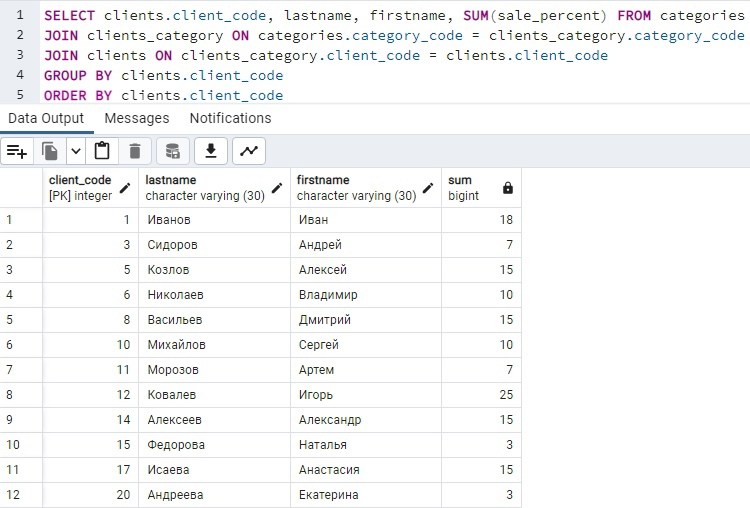 1 SELECT clients.client_code, lastname, firstname, SUM(sale_percent) FROM categories
2 JOIN clients_category ON categories.category_code = clients_category.category_code
3 JOIN clients ON clients_category.client_code = clients.client_code
4 GROUP BY clients.client_code
5 ORDER BY clients.client_code
Data Output Messages Notifications
client_code lastname firstname sum
[PK] integer character varying (30) character varying (30) bigint
1 1 Иванов Иван 18
2 3 Сидоров Андрей 7
3 5 Козлов Алексей 15
4 6 Николаев Владимир 10
5 8 Васильев Дмитрий 15
6 10 Михайлов Сергей 10
7 11 Морозов Артем 7
8 12 Ковалев Игорь 25
9 14 Алексеев Александр 15
10 15 Федорова Наталья 3
11 17 Исаева Анастасия 15
12 20 Андреева Екатерина 3